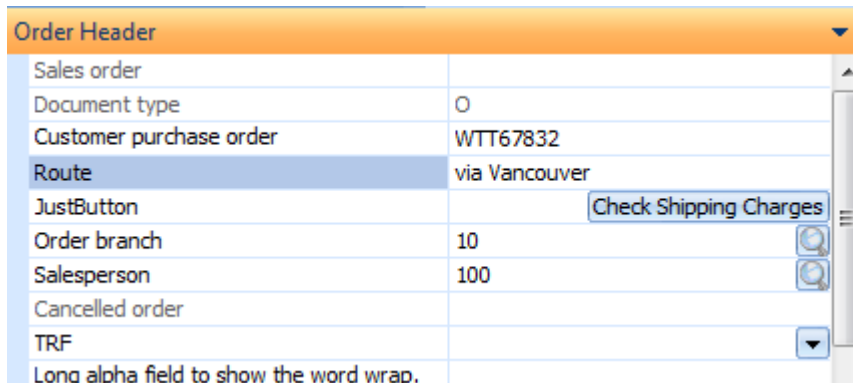 Order Header
Sales order
Document type O
Customer purchase order WTT67832
Route via Vancouver
JustButton Check Shipping Charges
Order branch 10
Salesperson 100
Cancelled order
TRF
Long alpha field to show the word wrap.